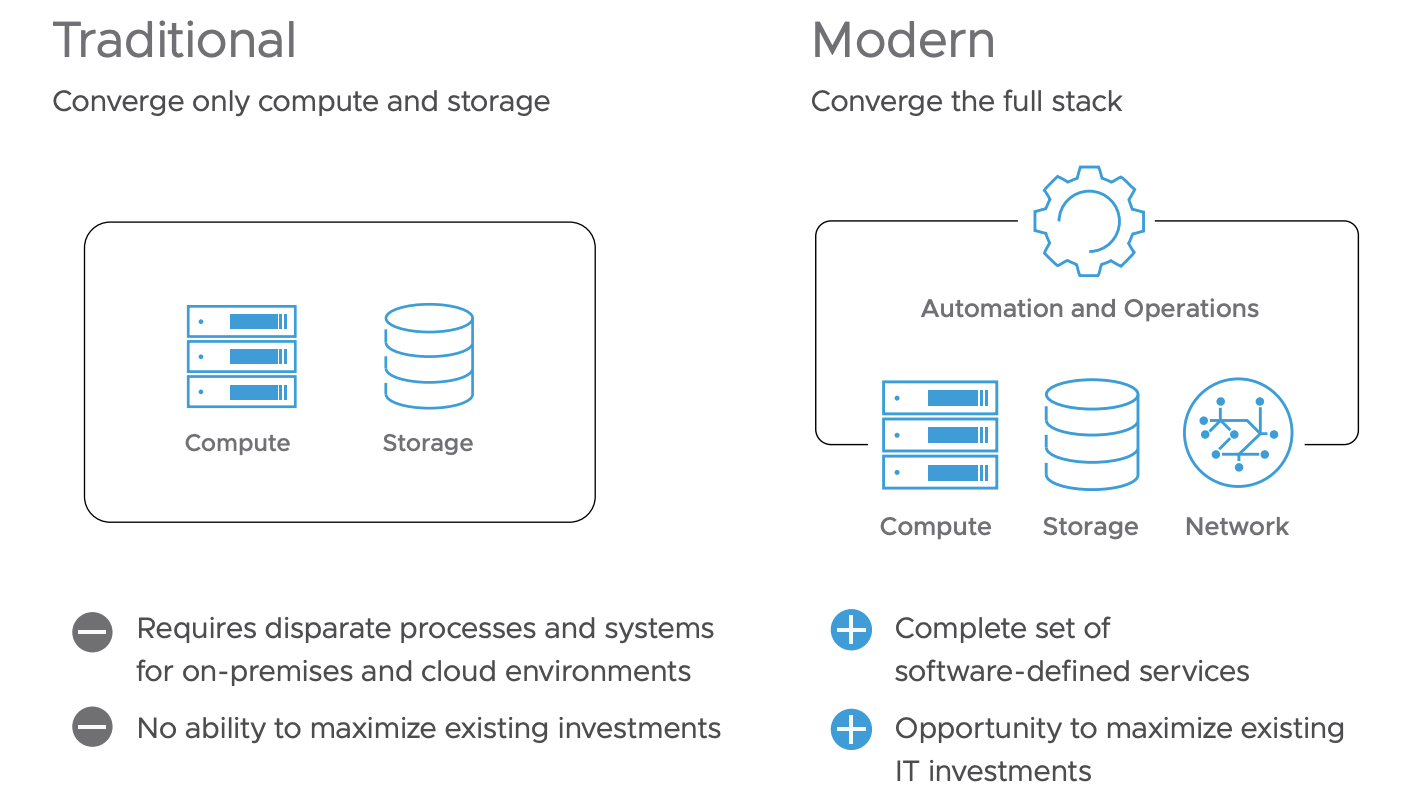 Traditional
Converge only compute and storage
Compute
Storage
Requires disparate processes and systems
for on-premises and cloud environments
No ability to maximize existing investments
Modern
Converge the full stack
Automation and Operations
Compute
Storage
Network
Complete set of
software-defined services
Opportunity to maximize existing
IT investments